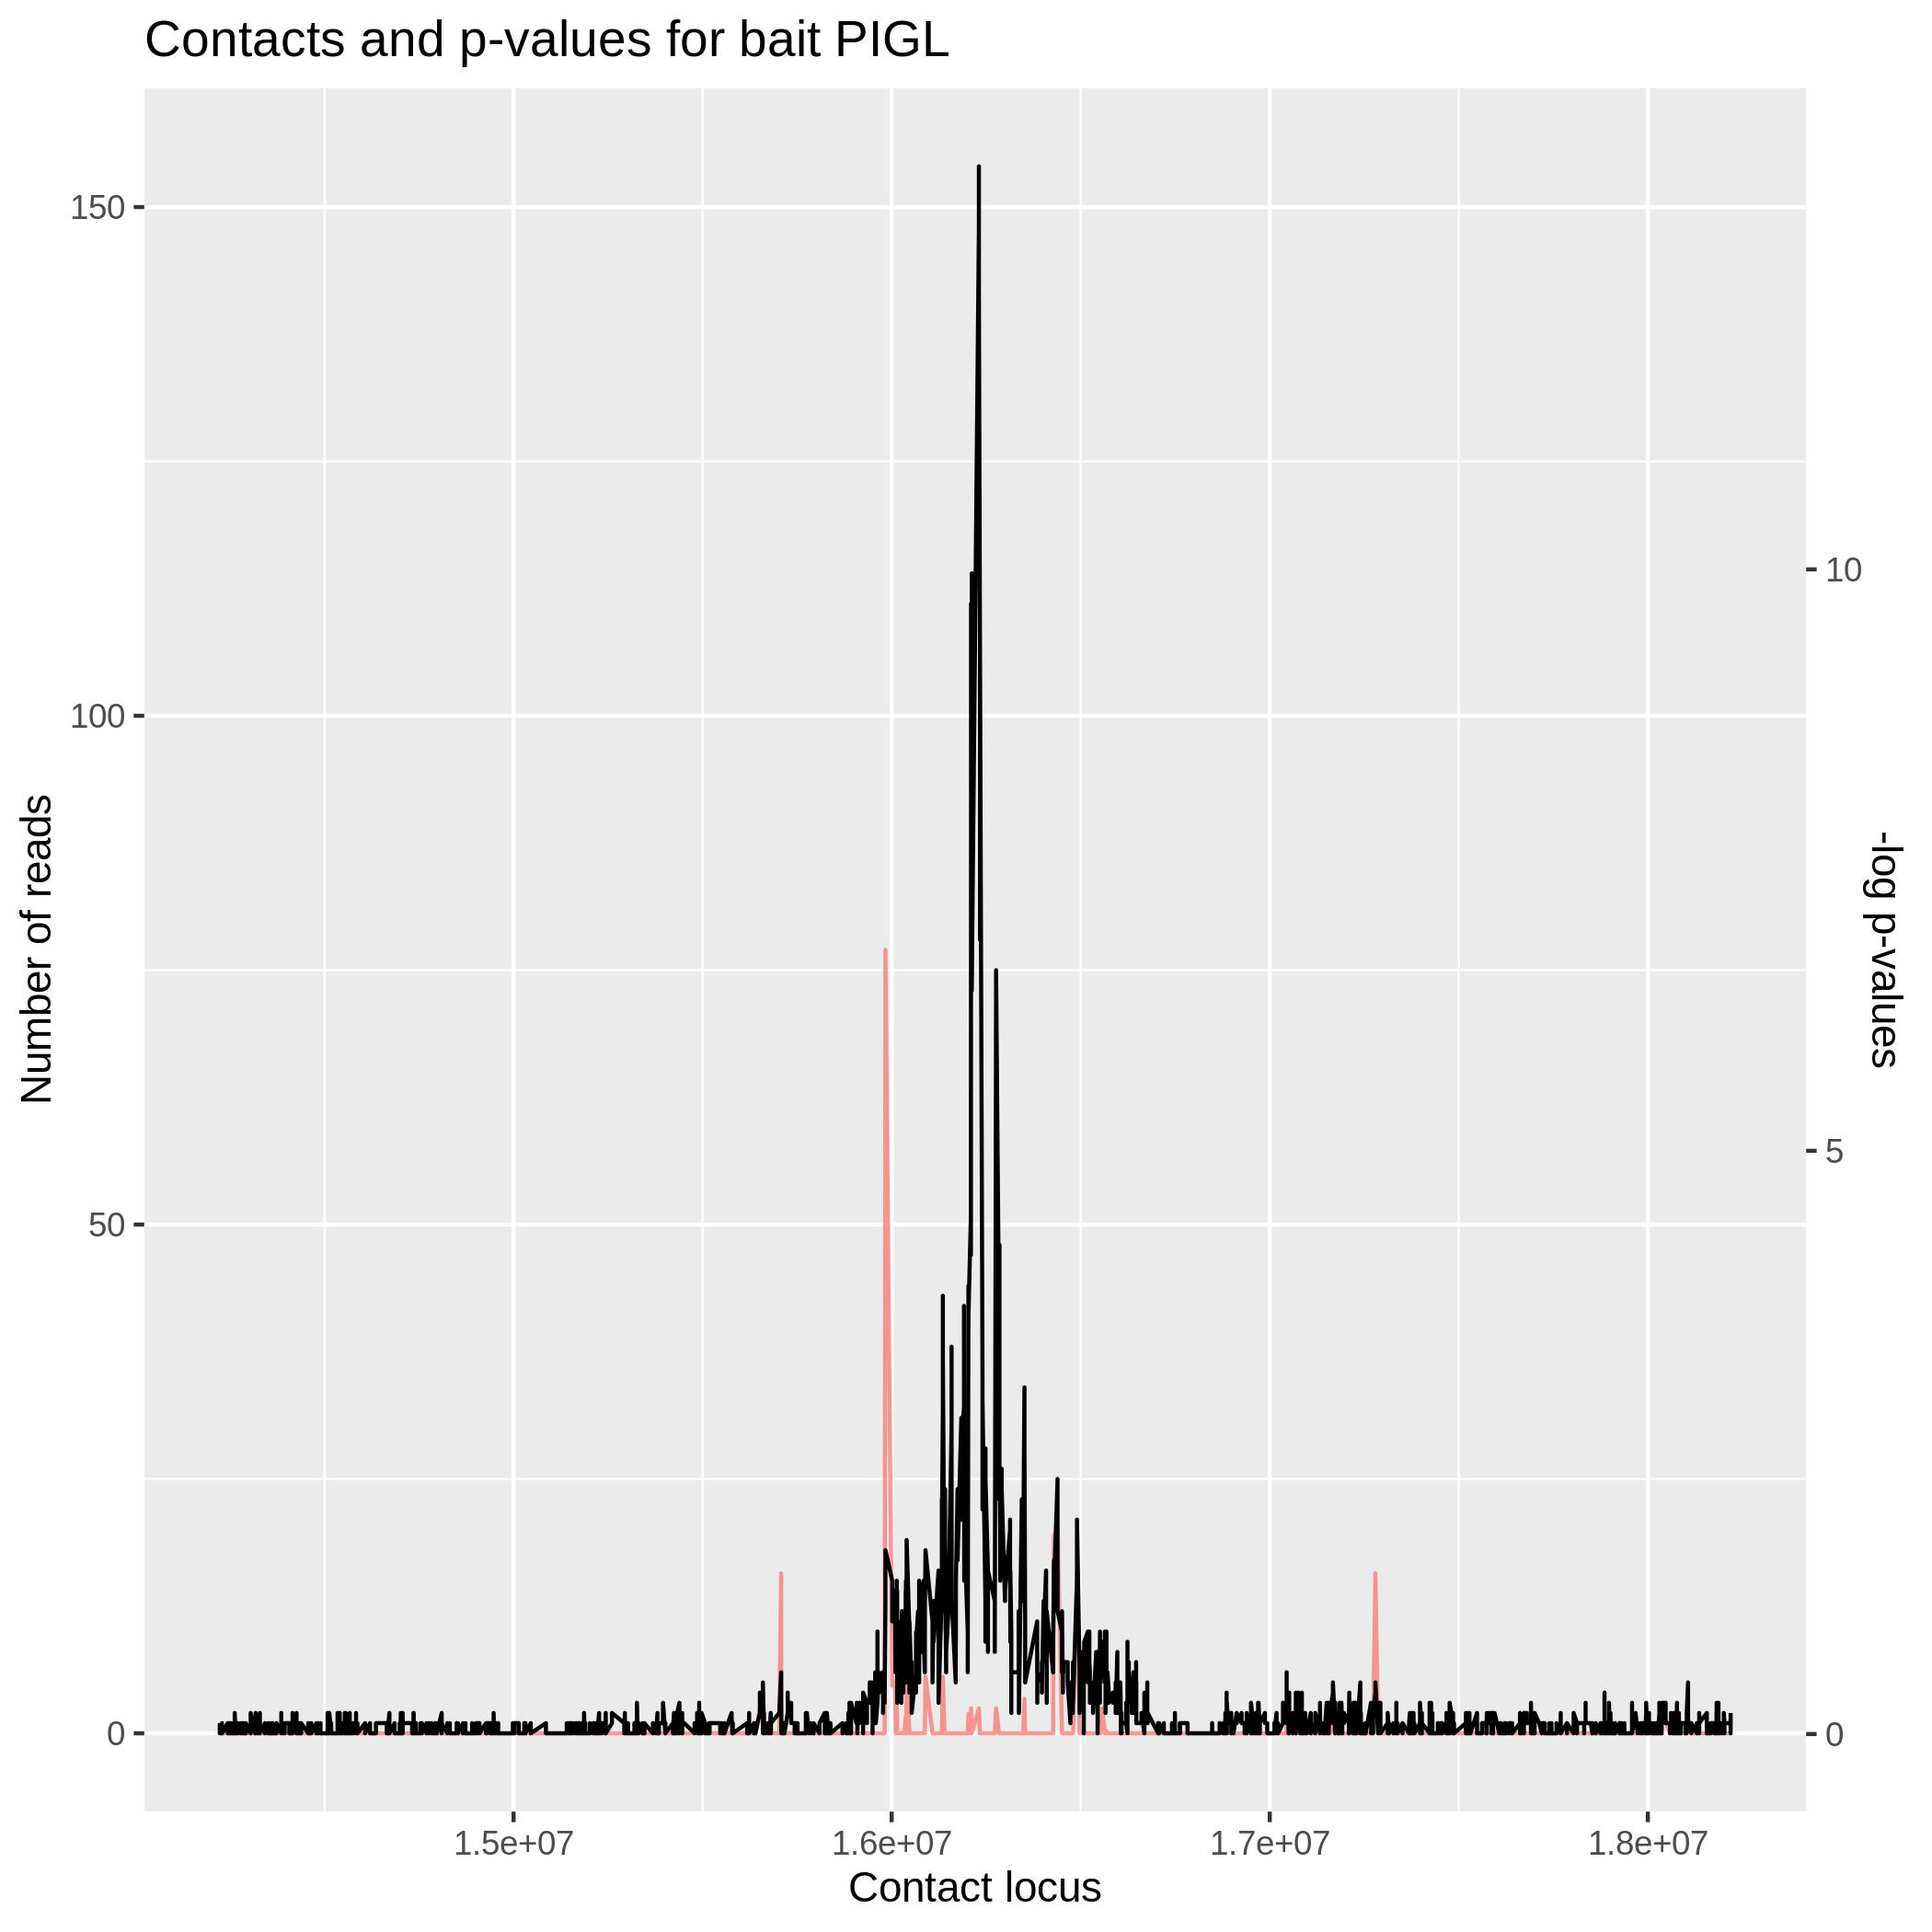 Contacts and p-values for bait PIGL
150
100
50
0
Number of reads
10
5
0
-log p-values
1.5e+07
1.6e+07
1.7e+07
1.8e+07
Contact locus